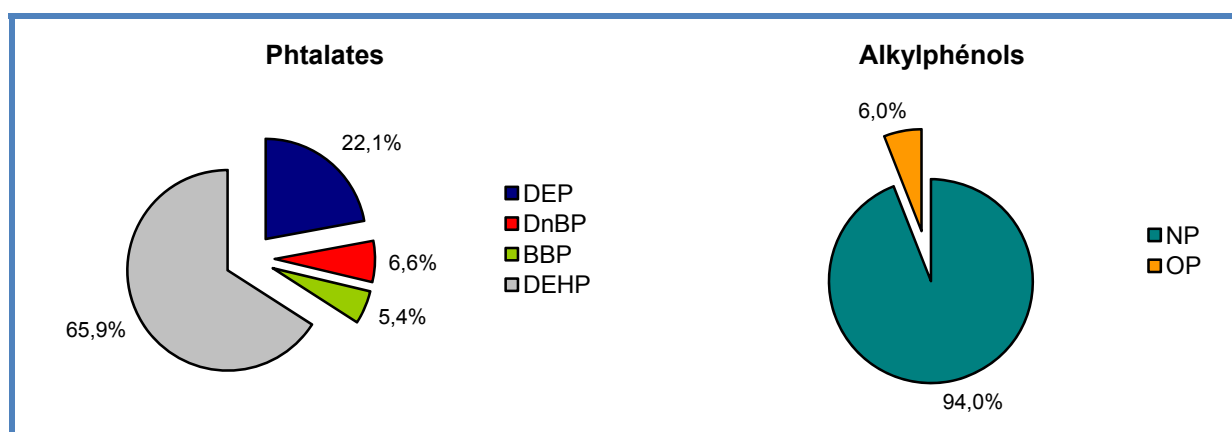 Phtalates
22,1%
6,6%
5,4%
65,9%
DEP
DnBP
BBP
DEHP
Alkylphénols
6,0%
94,0%
NP
OP